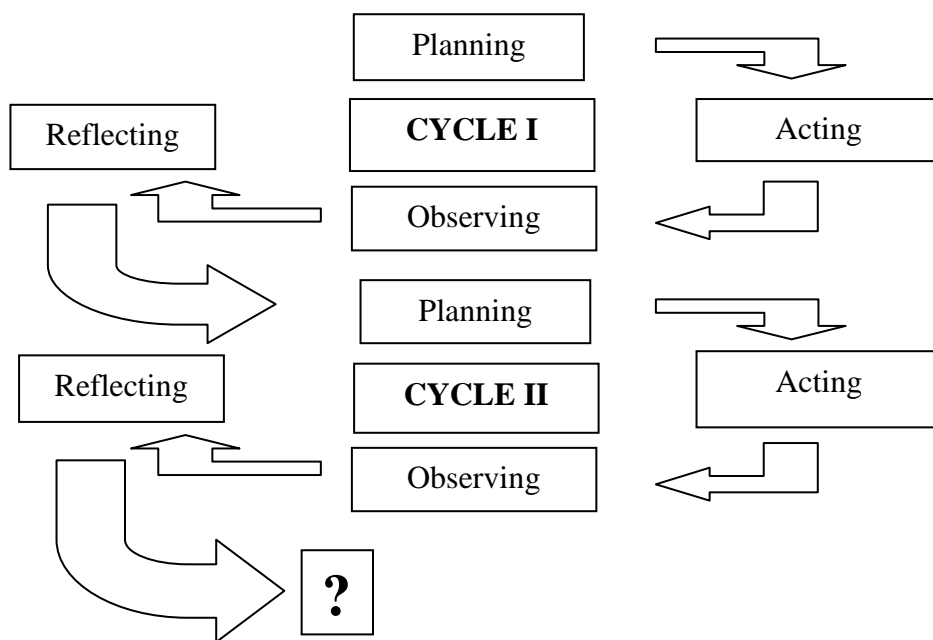 Planning
Reflecting
CYCLE I
Acting
Observing
Planning
Reflecting
CYCLE II
Acting
Observing
?